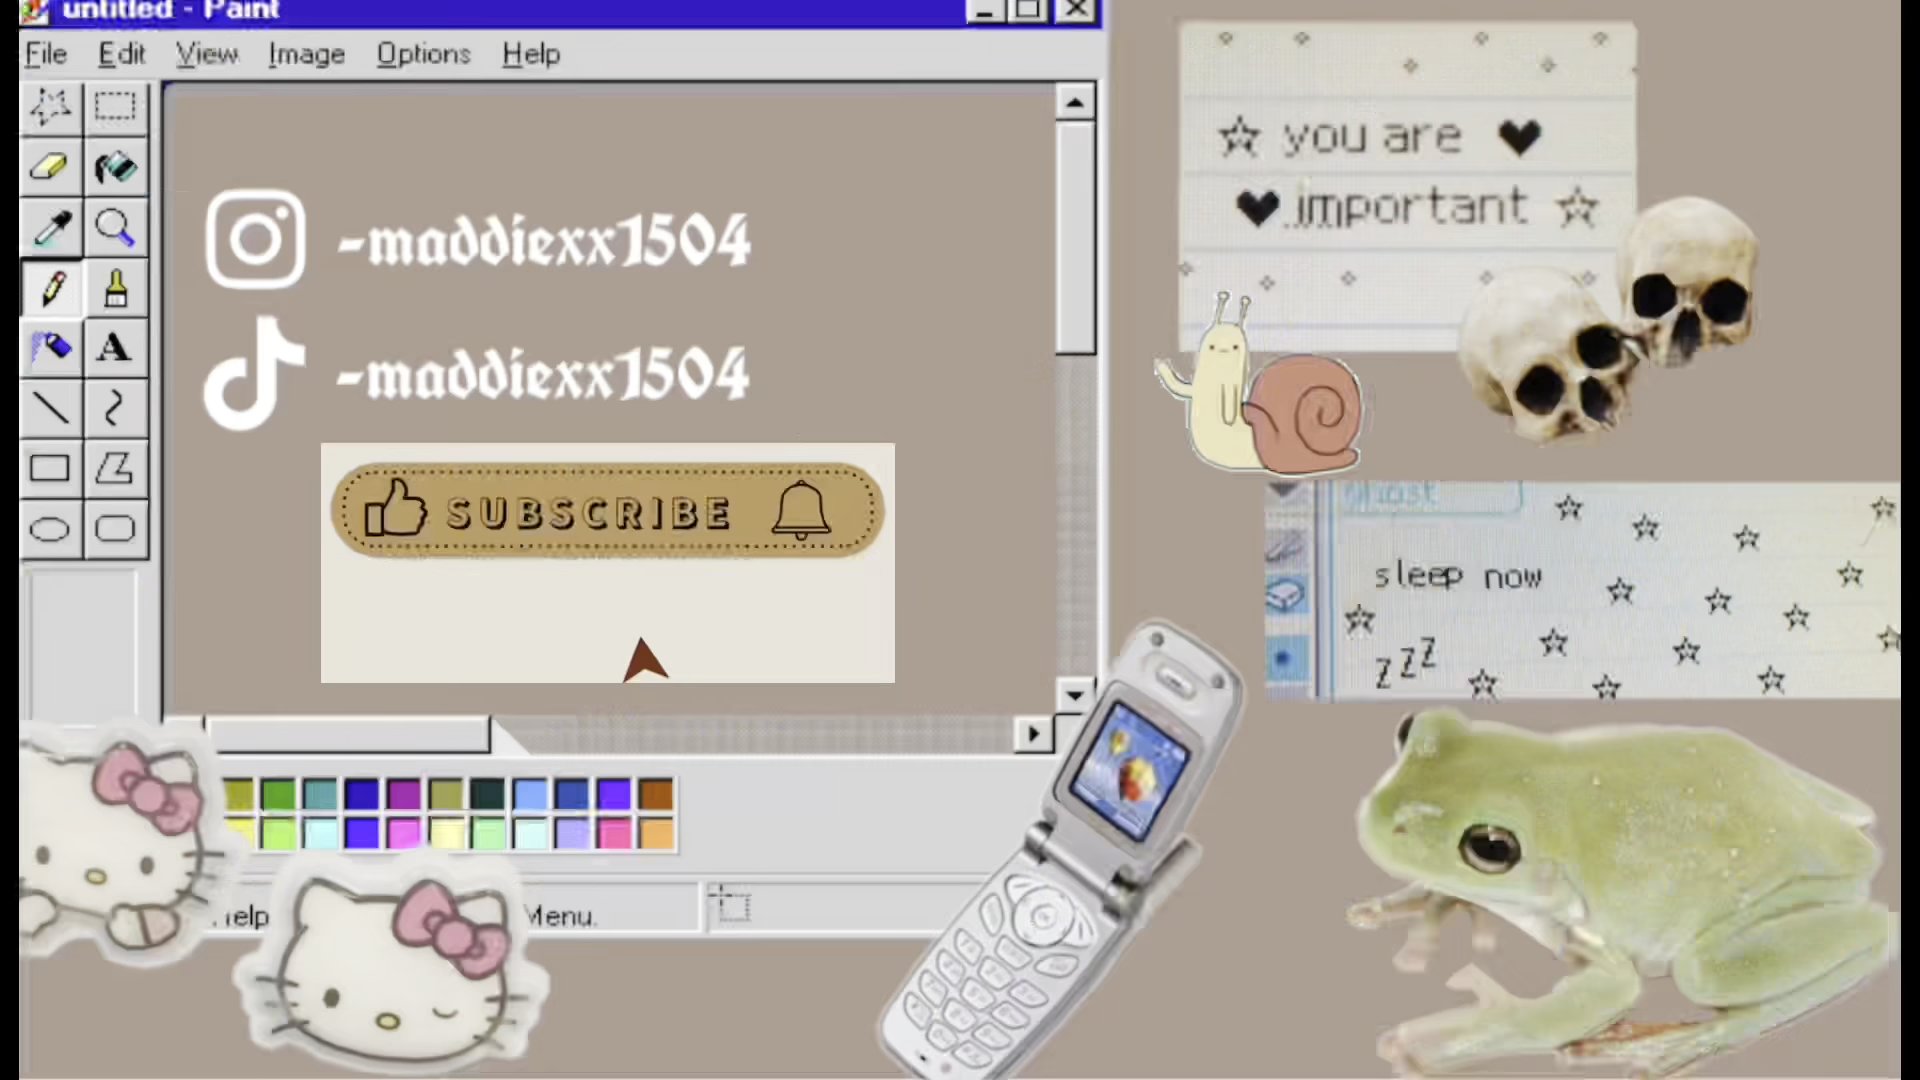 untitled - Paint
File Edit View Image Options Help
-maddiexx1504
-maddiexx1504
SUBSCRIBE
Menu.
you are
important
sleep now
zzz